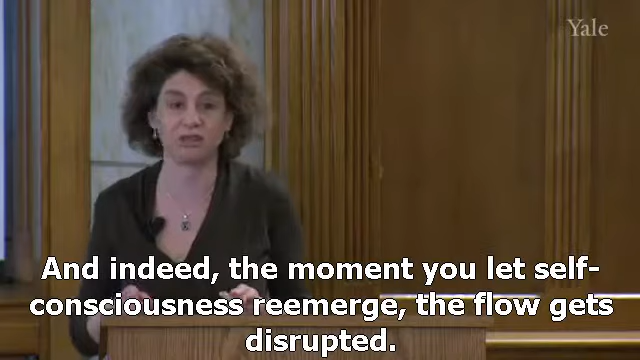 Yale
And indeed, the moment you let self-
consciousness reemerge, the flow gets
disrupted.